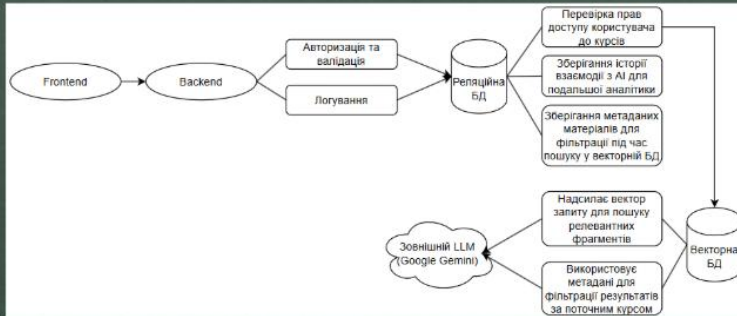 Frontend
Backend
Авторизація та
валідація
Логування
Реляційна
БД
Перевірка прав
доступу користувача
до курсів
Зберігання історії
взаємодії з AI для
подальшої аналітики
Зберігання метаданих
матеріалів для
фільтрації під час
пошуку у векторній БД
Зовнішній LLM
(Google Gemini)
Надсилає вектор
запиту для пошуку
релевантних
фрагментів
Використовує
метадані для
фільтрації результатів
за поточним курсом
Векторна
БД